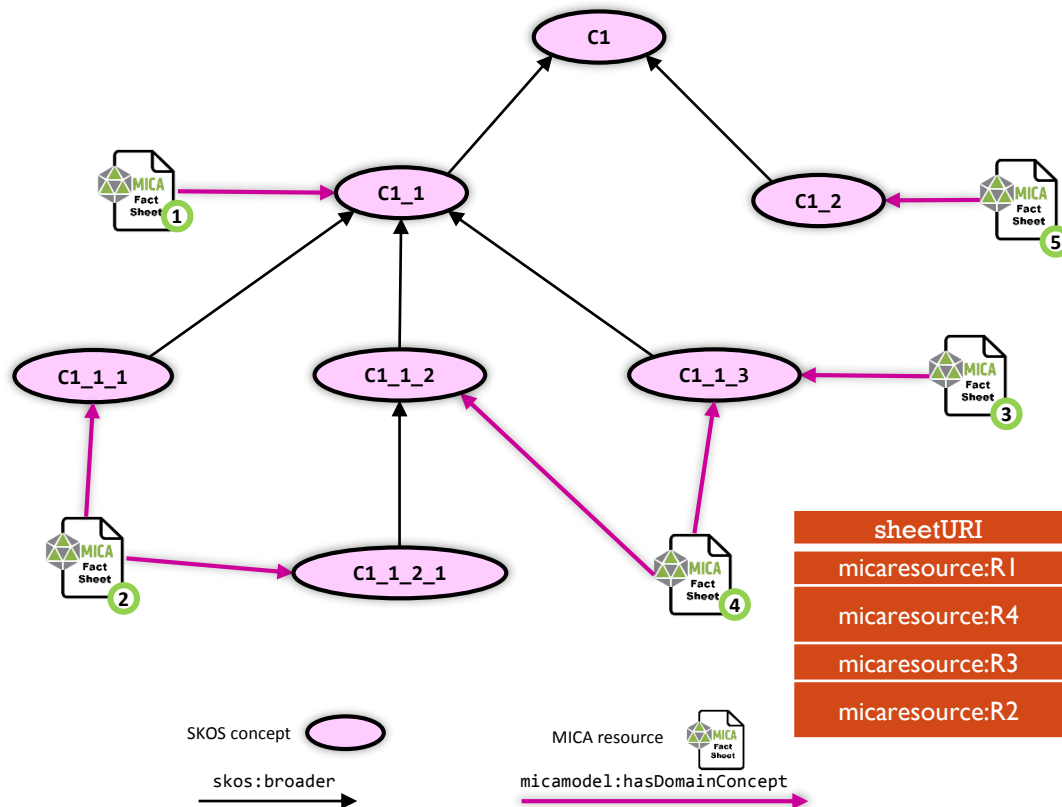 C1
MICA
Fact
Sheet
1
C1_1
C1_2
MICA
Fact
Sheet
5
C1_1_1
C1_1_2
C1_1_3
MICA
Fact
Sheet
3
MICA
Fact
Sheet
2
C1_1_2_1
MICA
Fact
Sheet
4
sheetURI
micaresource:R1
micaresource:R4
micaresource:R3
micaresource:R2
SKOS concept
MICA resource
MICA
Fact
Sheet
skos:broader
micamodel:hasDomainConcept